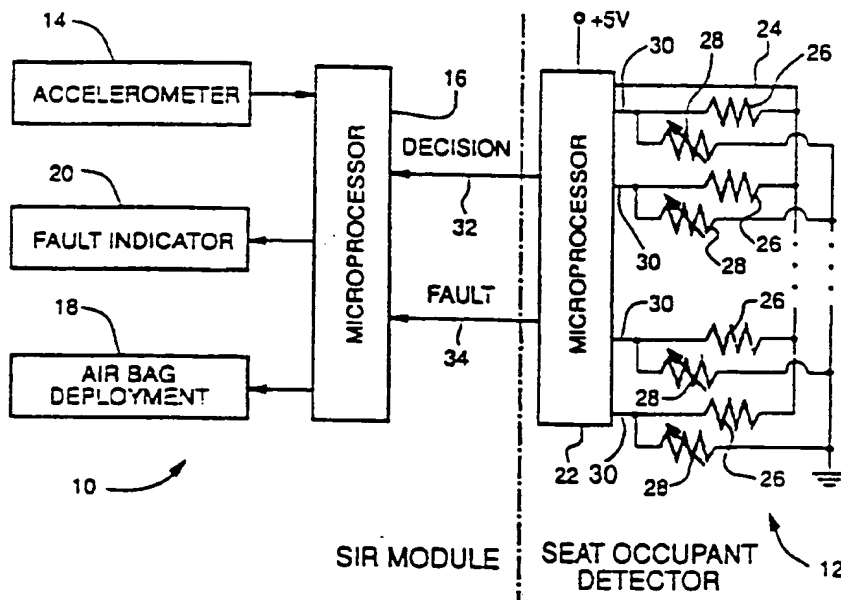 14
ACCELEROMETER
20
FAULT INDICATOR
18
AIR BAG
DEPLOYMENT
10
MICROPROCESSOR
16
DECISION
32
FAULT
34
SIR MODULE
+5V
MICROPROCESSOR
22
30
28
24
26
30
28
26
30
28
26
30
28
26
SEAT OCCUPANT
DETECTOR
12